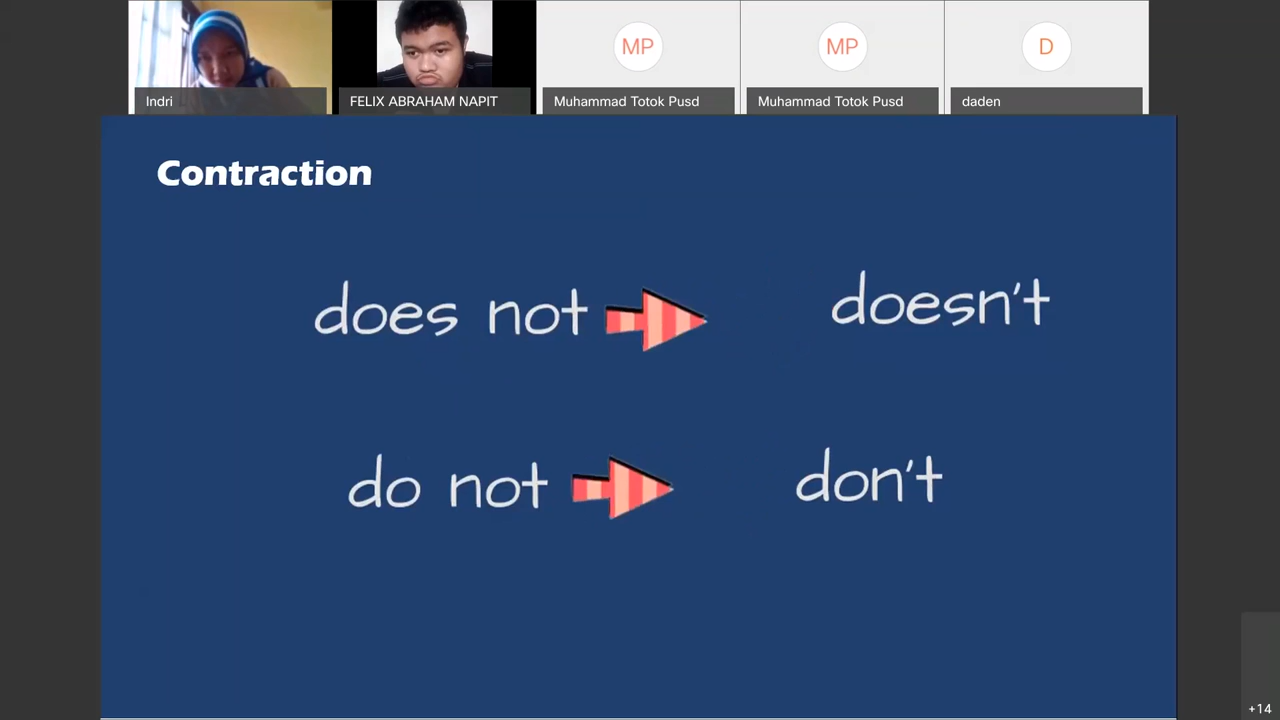 MP
MP
D
Indri
FELIX ABRAHAM NAPIT
Muhammad Totok Pusd
Muhammad Totok Pusd
daden
Contraction
does not
doesn't
do not
don't
+14